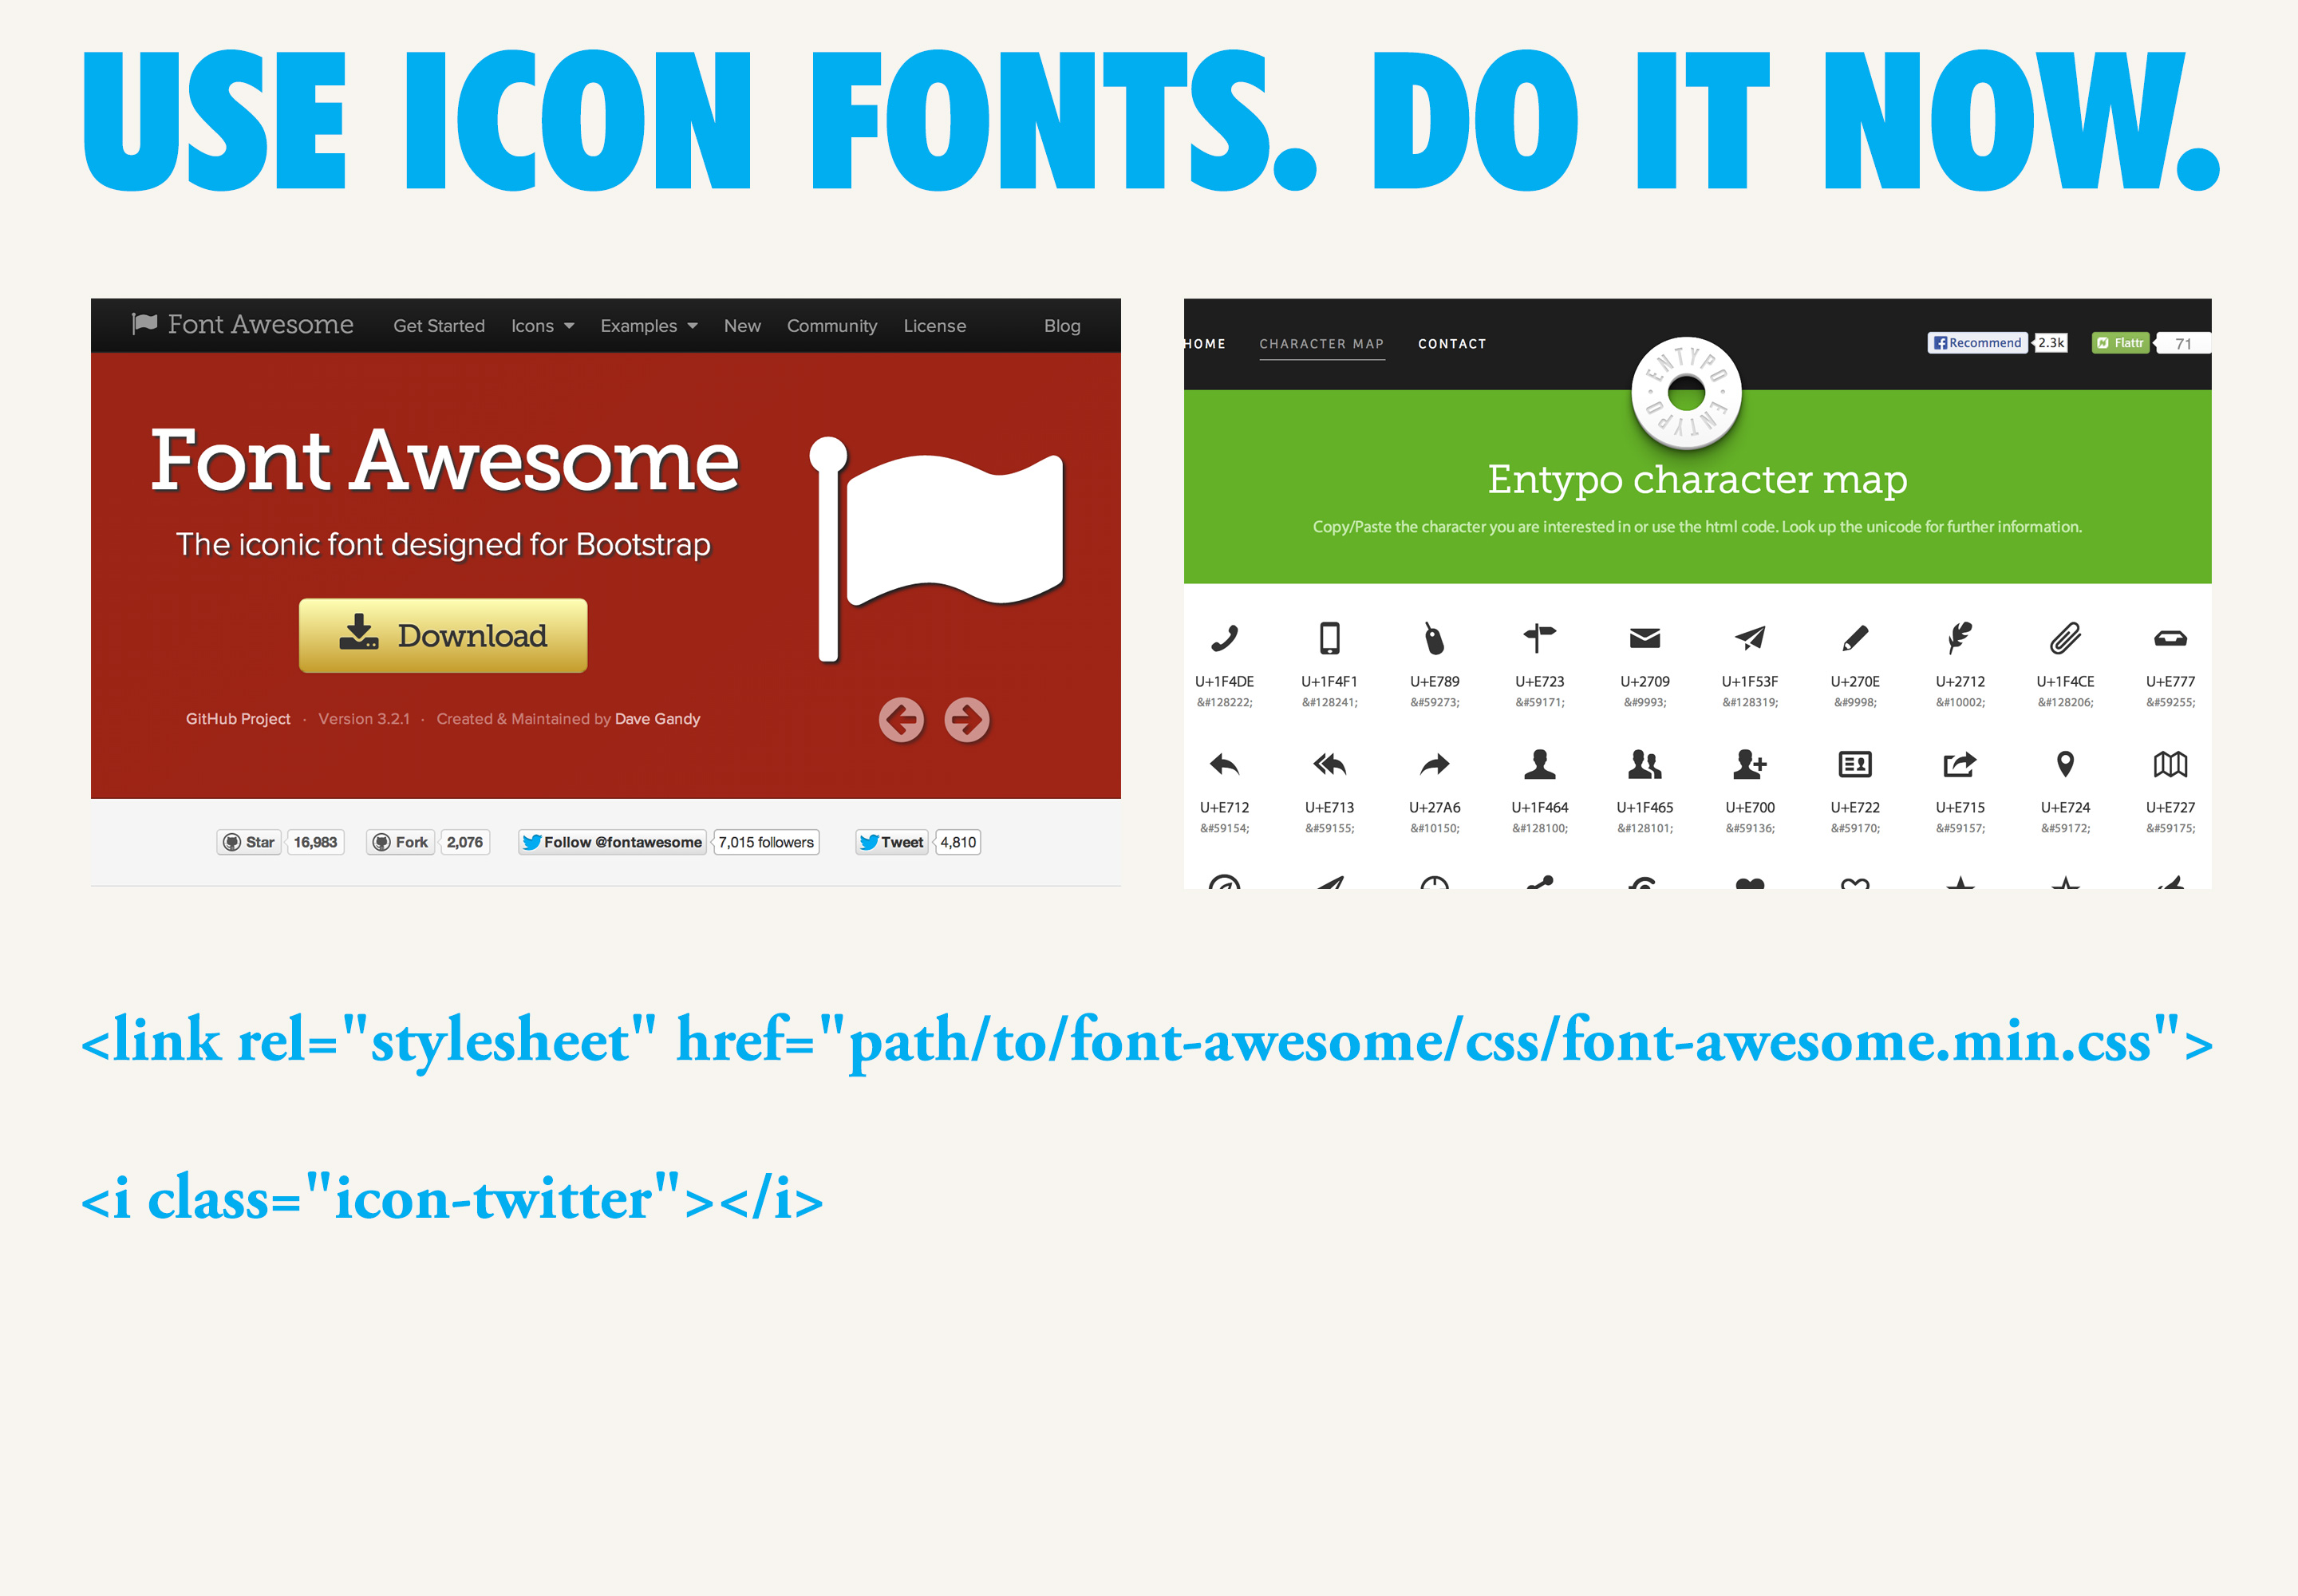 USE ICON FONTS. DO IT NOW.
Font Awesome Get Started Icons Examples New Community License Blog
Font Awesome
The iconic font designed for Bootstrap
Download
GitHub Project · Version 3.2.1 · Created & Maintained by Dave Gandy
Star 16,983 Fork 2,076 Follow @fontawesome 7,015 followers Tweet 4,810
HOME CHARACTER MAP CONTACT Recommend 2.3k Flattr 71
ENTYPO · ENTYPO ·
Entypo character map
Copy/Paste the character you are interested in or use the html code. Look up the unicode for further information.
U+1F4DE U+1F4F1 U+E789 U+E723 U+2709 U+1F53F U+270E U+2712 U+1F4CE U+E777
&#128222; &#128241; &#59273; &#59171; &#9993; &#128319; &#9998; &#10002; &#128206; &#59255;
U+E712 U+E713 U+27A6 U+1F464 U+1F465 U+E700 U+E722 U+E715 U+E724 U+E727
&#59154; &#59155; &#10150; &#128100; &#128101; &#59136; &#59170; &#59157; &#59172; &#59175;
<link rel="stylesheet" href="path/to/font-awesome/css/font-awesome.min.css">
<i class="icon-twitter"></i>